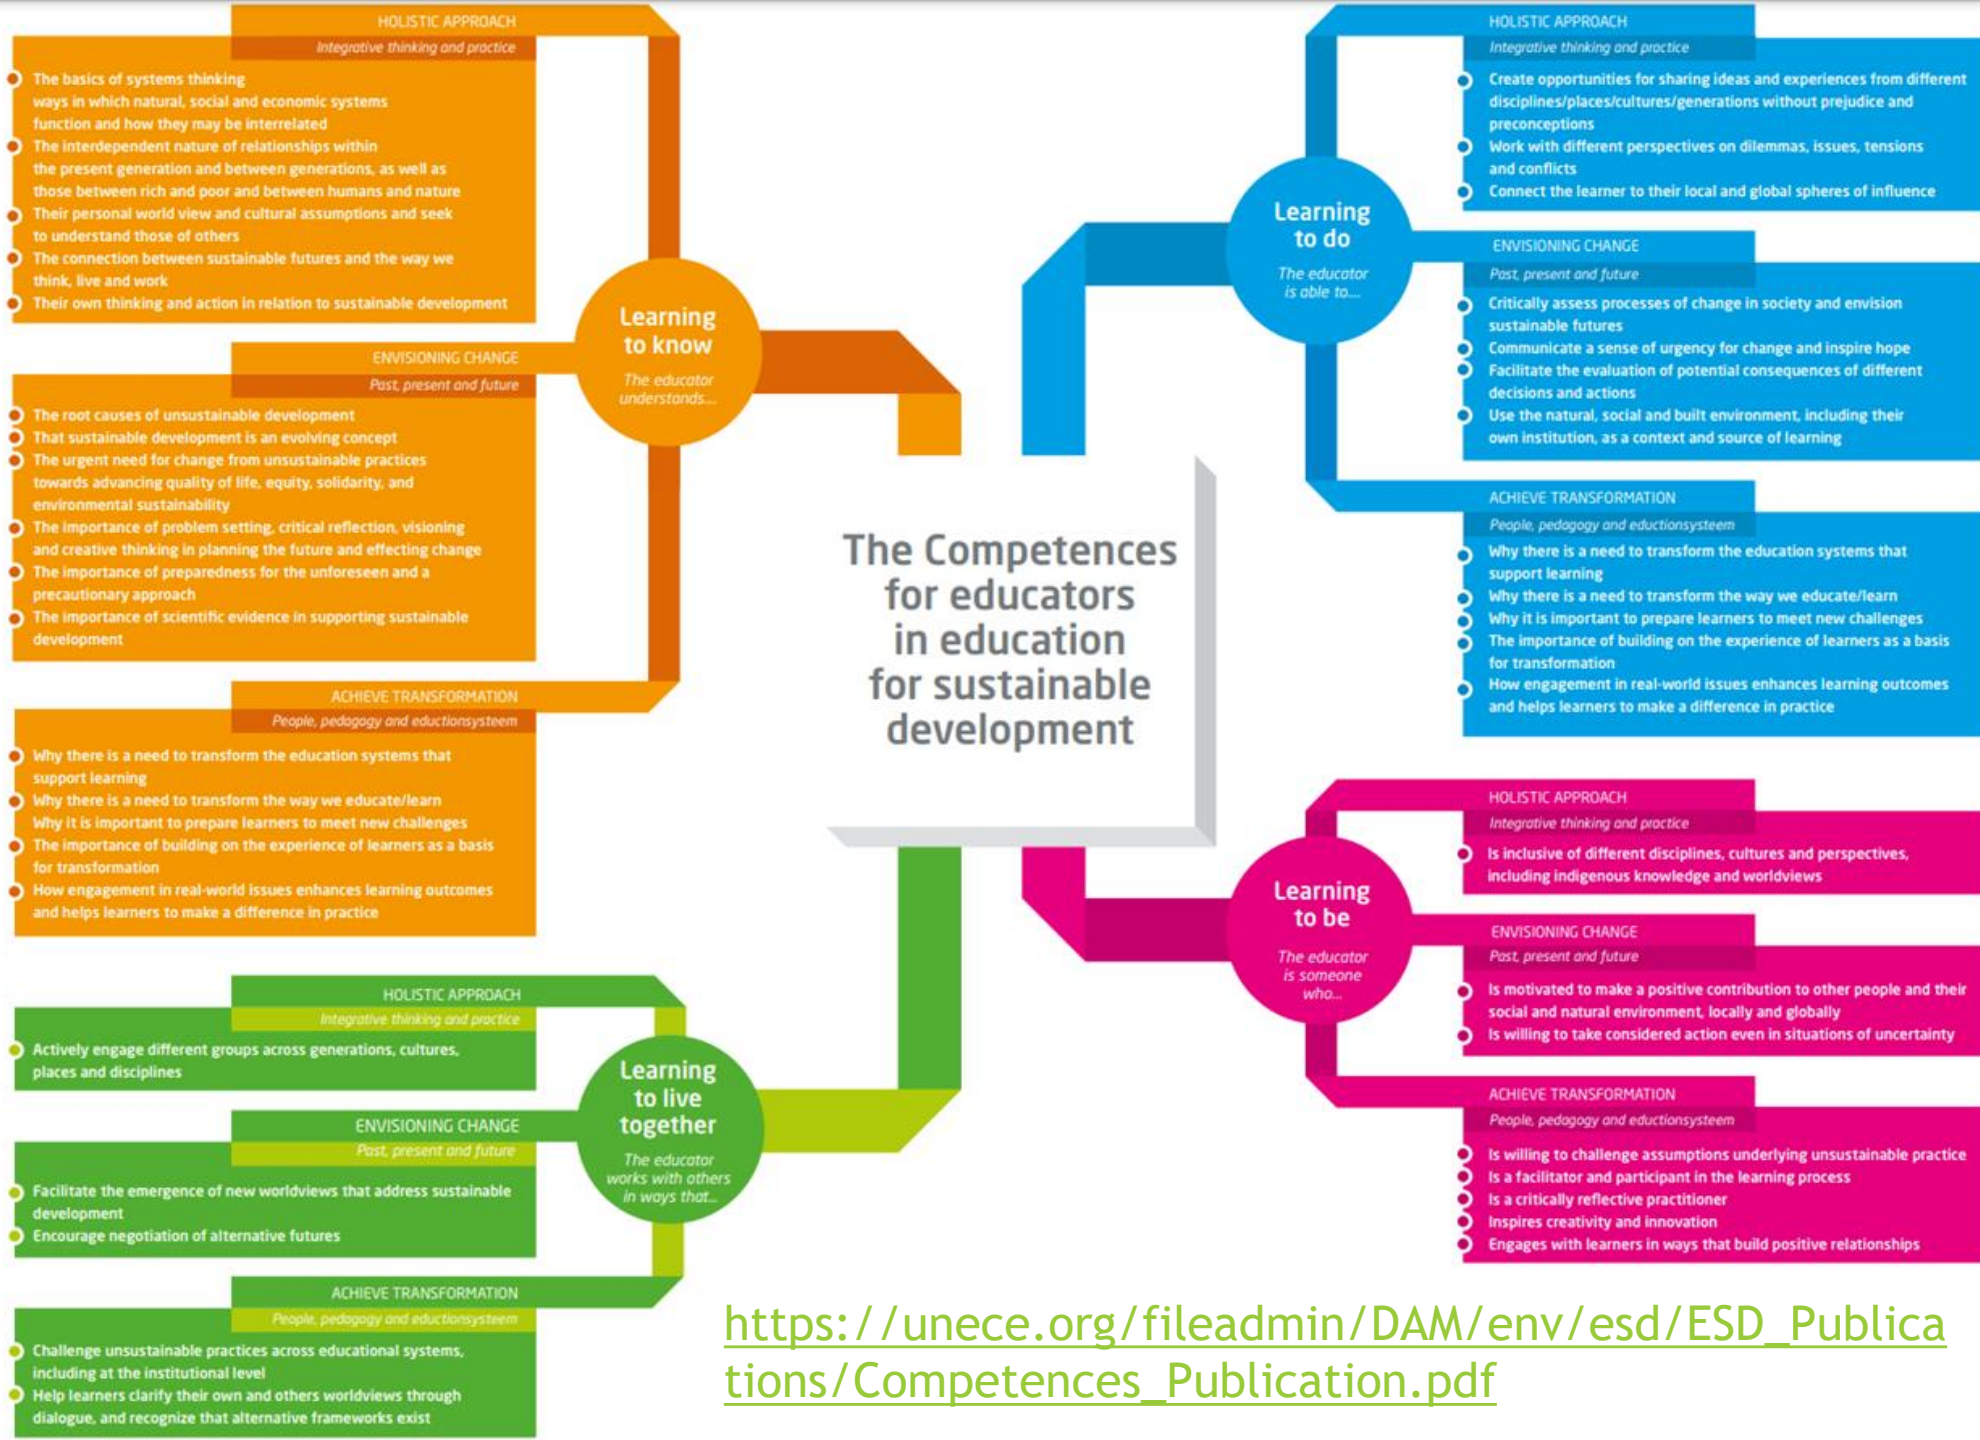 HOLISTIC APPROACH
Integrative thinking and practice
The basics of systems thinking
ways in which natural, social and economic systems
function and how they may be interrelated
The interdependent nature of relationships within
the present generation and between generations, as well as
those between rich and poor and between humans and nature
Their personal world view and cultural assumptions and seek
to understand those of others
The connection between sustainable futures and the way we
think, live and work
Their own thinking and action in relation to sustainable development
ENVISIONING CHANGE
Past, present and future
The root causes of unsustainable development
That sustainable development is an evolving concept
The urgent need for change from unsustainable practices
towards advancing quality of life, equity, solidarity, and
environmental sustainability
The importance of problem setting, critical reflection, visioning
and creative thinking in planning the future and effecting change
The importance of preparedness for the unforeseen and a
precautionary approach
The importance of scientific evidence in supporting sustainable
development
ACHIEVE TRANSFORMATION
People, pedagogy and eductionsysteem
Why there is a need to transform the education systems that
support learning
Why there is a need to transform the way we educate/learn
Why it is important to prepare learners to meet new challenges
The importance of building on the experience of learners as a basis
for transformation
How engagement in real-world issues enhances learning outcomes
and helps learners to make a difference in practice
Learning
to know
The educator
understands...
HOLISTIC APPROACH
Integrative thinking and practice
Create opportunities for sharing ideas and experiences from different
disciplines/places/cultures/generations without prejudice and
preconceptions
Work with different perspectives on dilemmas, issues, tensions
and conflicts
Connect the learner to their local and global spheres of influence
Learning
to do
The educator
is able to....
ENVISIONING CHANGE
Past, present and future
Critically assess processes of change in society and envision
sustainable futures
Communicate a sense of urgency for change and inspire hope
Facilitate the evaluation of potential consequences of different
decisions and actions
Use the natural, social and built environment, including their
own institution, as a context and source of learning
ACHIEVE TRANSFORMATION
People, pedagogy and eductionsysteem
Why there is a need to transform the education systems that
support learning
Why there is a need to transform the way we educate/learn
Why it is important to prepare learners to meet new challenges
The importance of building on the experience of learners as a basis
for transformation
How engagement in real-world issues enhances learning outcomes
and helps learners to make a difference in practice
The Competences
for educators
in education
for sustainable
development
HOLISTIC APPROACH
Integrative thinking and practice
Actively engage different groups across generations, cultures,
places and disciplines
ENVISIONING CHANGE
Past, present and future
Facilitate the emergence of new worldviews that address sustainable
development
Encourage negotiation of alternative futures
ACHIEVE TRANSFORMATION
People, pedagogy and eductionsysteem
Challenge unsustainable practices across educational systems,
including at the institutional level
Help learners clarify their own and others worldviews through
dialogue, and recognize that alternative frameworks exist
Learning
to live
together
The educator
works with others
in ways that...
HOLISTIC APPROACH
Integrative thinking and practice
Is inclusive of different disciplines, cultures and perspectives,
including indigenous knowledge and worldviews
Learning
to be
The educator
is someone
who...
ENVISIONING CHANGE
Past, present and future
Is motivated to make a positive contribution to other people and their
social and natural environment, locally and globally
Is willing to take considered action even in situations of uncertainty
ACHIEVE TRANSFORMATION
People, pedagogy and eductionsysteem
Is willing to challenge assumptions underlying unsustainable practice
Is a facilitator and participant in the learning process
Is a critically reflective practitioner
Inspires creativity and innovation
Engages with learners in ways that build positive relationships
https://unece.org/fileadmin/DAM/env/esd/ESD_Publica
tions/Competences_Publication.pdf